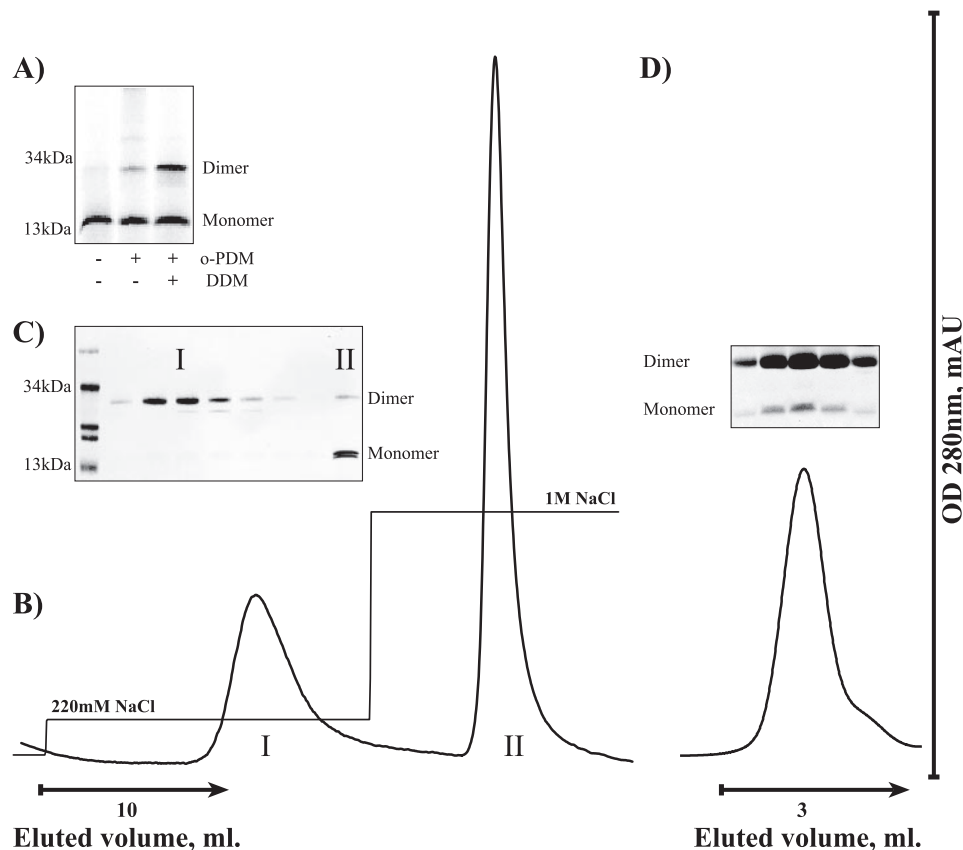 A)
34kDa
Dimer
13kDa
Monomer
- + + o-PDM
- - + DDM
C)
I II
34kDa
Dimer
13kDa
Monomer
B)
220mM NaCl
1M NaCl
I
II
10
Eluted volume, ml.
D)
Dimer
Monomer
3
Eluted volume, ml.
OD 280nm, mAU